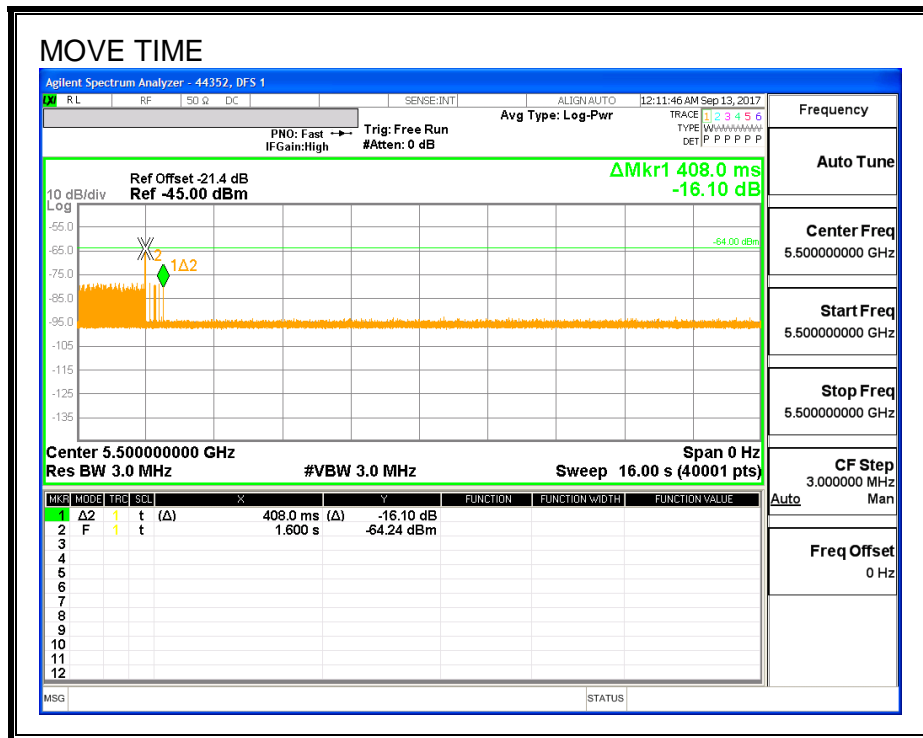 MOVE TIME
Agilent Spectrum Analyzer - 44352, DFS 1
LXI RL RF 50 Ω DC SENSE:INT ALIGN AUTO 12:11:46 AM Sep 13, 2017
Avg Type: Log-Pwr TRACE 1 2 3 4 5 6
PNO: Fast Trig: Free Run TYPE WWWWWW
IFGain:High #Atten: 0 dB DET P P P P P P
ΔMkr1 408.0 ms
-16.10 dB
Ref Offset -21.4 dB
10 dB/div Ref -45.00 dBm
Log
-55.0
-65.0
-75.0
-85.0
-95.0
-105
-115
-125
-135
-64.00 dBm
2
1Δ2
Center 5.500000000 GHz Span 0 Hz
Res BW 3.0 MHz #VBW 3.0 MHz Sweep 16.00 s (40001 pts)
MKR MODE TRC SCL X Y FUNCTION FUNCTION WIDTH FUNCTION VALUE
1 Δ2 1 t (Δ) 408.0 ms (Δ) -16.10 dB
2 F 1 t 1.600 s -64.24 dBm
3
4
5
6
7
8
9
10
11
12
MSG STATUS
Frequency
Auto Tune
Center Freq
5.500000000 GHz
Start Freq
5.500000000 GHz
Stop Freq
5.500000000 GHz
CF Step
3.000000 MHz
Auto Man
Freq Offset
0 Hz